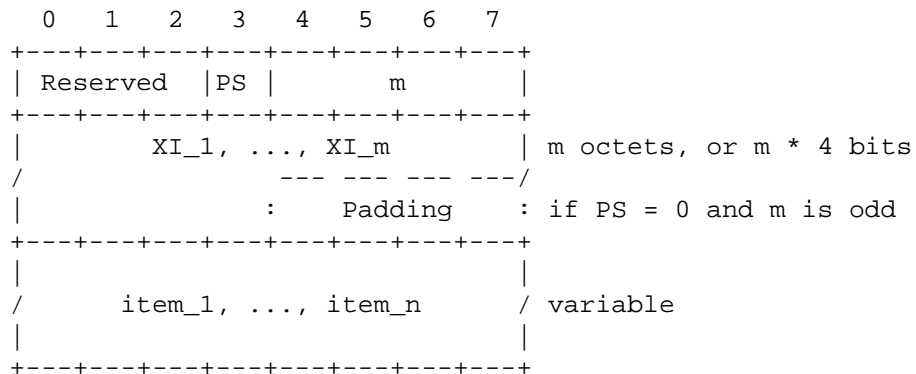 0   1   2   3   4   5   6   7
+---+---+---+---+---+---+---+---+
| Reserved  |PS |       m       |
+---+---+---+---+---+---+---+---+
|        XI_1, ..., XI_m        | m octets, or m * 4 bits
/                --- --- --- ---/
|               :    Padding    : if PS = 0 and m is odd
+---+---+---+---+---+---+---+---+
|                               |
/      item_1, ..., item_n      / variable
|                               |
+---+---+---+---+---+---+---+---+